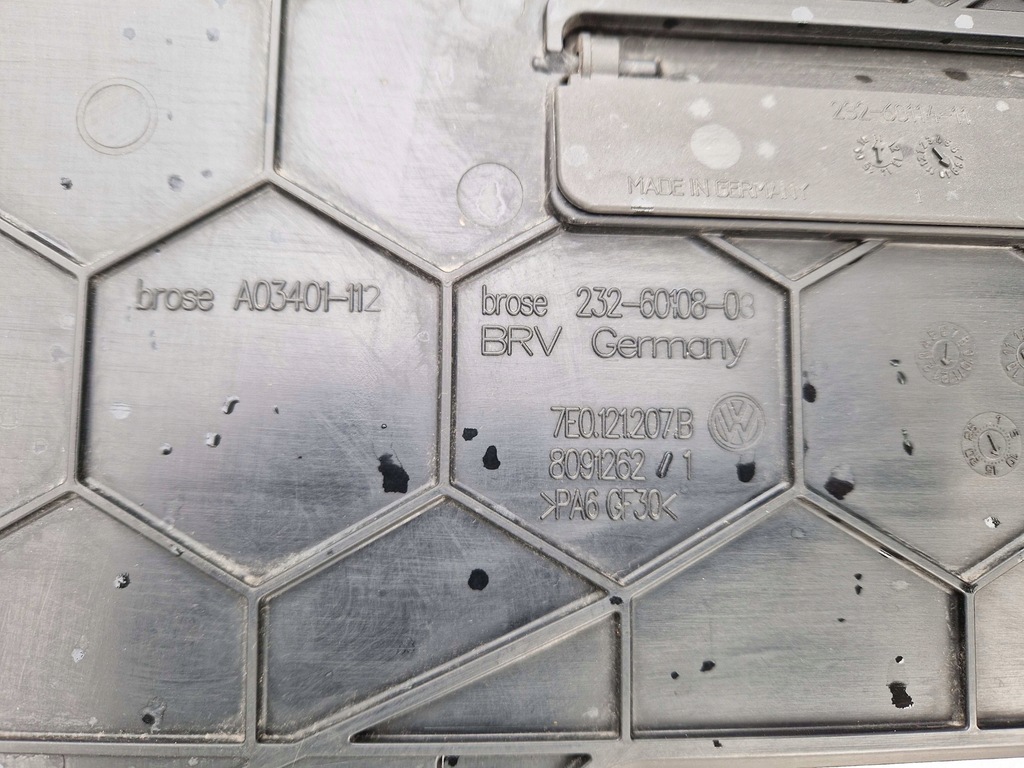 MADE IN GERMANY
1
brose A03401-112
brose 232-60108-03
BRV Germany
7E0.121.207.B
8091262 / 1
>PA6 GF30<